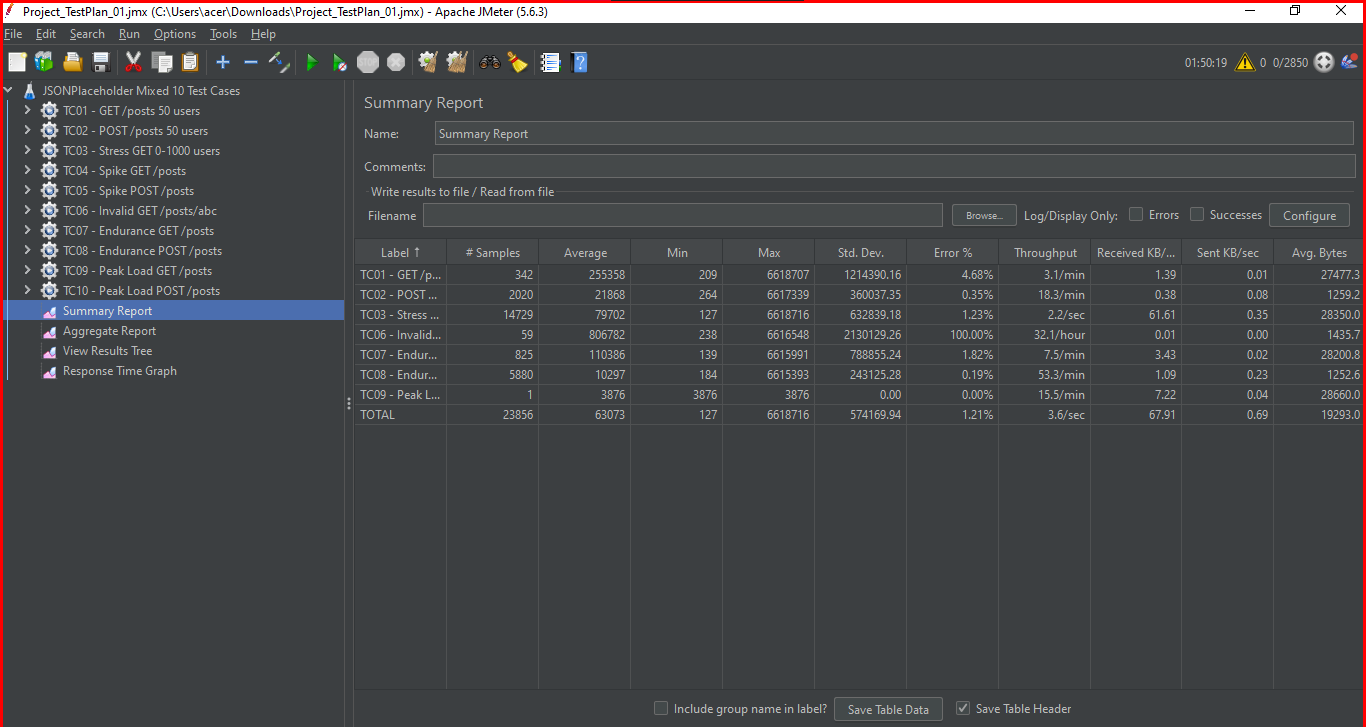 Project_TestPlan_01.jmx (C:\Users\acer\Downloads\Project_TestPlan_01.jmx) - Apache JMeter (5.6.3)
File Edit Search Run Options Tools Help
STOP 01:50:19 0 0/2850
JSONPlaceholder Mixed 10 Test Cases
TC01 - GET /posts 50 users
TC02 - POST /posts 50 users
TC03 - Stress GET 0-1000 users
TC04 - Spike GET /posts
TC05 - Spike POST /posts
TC06 - Invalid GET /posts/abc
TC07 - Endurance GET /posts
TC08 - Endurance POST /posts
TC09 - Peak Load GET /posts
TC10 - Peak Load POST /posts
Summary Report
Aggregate Report
View Results Tree
Response Time Graph
Summary Report
Name: Summary Report
Comments:
Write results to file / Read from file
Filename Browse... Log/Display Only: Errors Successes Configure
Label ↑ # Samples Average Min Max Std. Dev. Error % Throughput Received KB/... Sent KB/sec Avg. Bytes
TC01 - GET /p... 342 255358 209 6618707 1214390.16 4.68% 3.1/min 1.39 0.01 27477.3
TC02 - POST ... 2020 21868 264 6617339 360037.35 0.35% 18.3/min 0.38 0.08 1259.2
TC03 - Stress ... 14729 79702 127 6618716 632839.18 1.23% 2.2/sec 61.61 0.35 28350.0
TC06 - Invalid... 59 806782 238 6616548 2130129.26 100.00% 32.1/hour 0.01 0.00 1435.7
TC07 - Endur... 825 110386 139 6615991 788855.24 1.82% 7.5/min 3.43 0.02 28200.8
TC08 - Endur... 5880 10297 184 6615393 243125.28 0.19% 53.3/min 1.09 0.23 1252.6
TC09 - Peak L... 1 3876 3876 3876 0.00 0.00% 15.5/min 7.22 0.04 28660.0
TOTAL 23856 63073 127 6618716 574169.94 1.21% 3.6/sec 67.91 0.69 19293.0
Include group name in label? Save Table Data Save Table Header